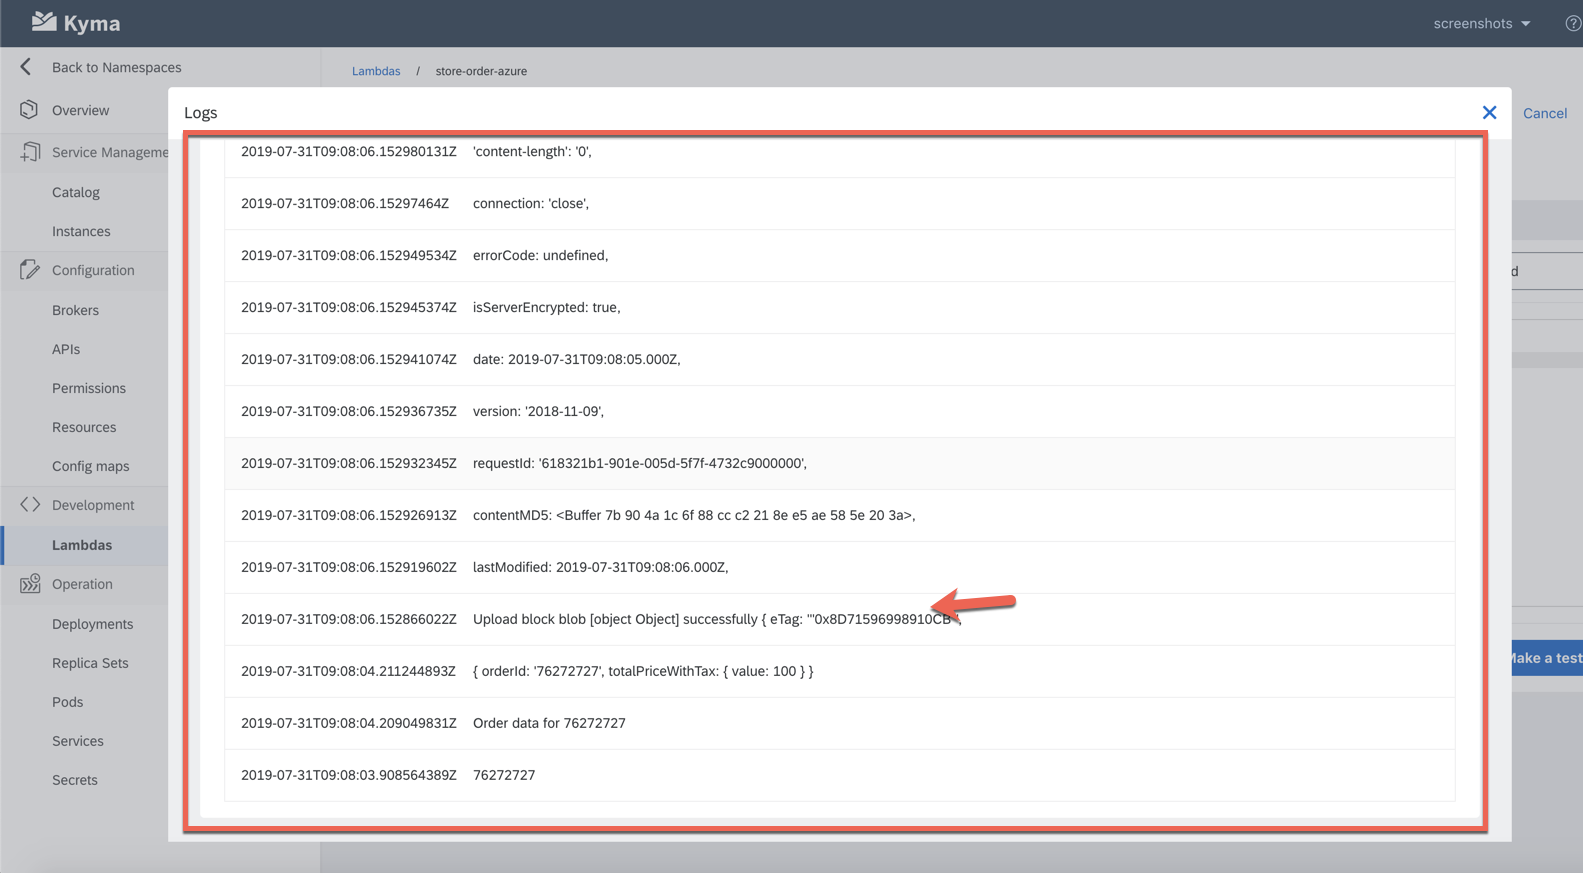 Kyma
screenshots
?
Back to Namespaces
Lambdas / store-order-azure
Overview
Logs
Cancel
Service Manageme
Catalog
Instances
Configuration
Brokers
APIs
Permissions
Resources
Config maps
Development
Lambdas
Operation
Deployments
Replica Sets
Pods
Services
Secrets
2019-07-31T09:08:06.152980131Z 'content-length': '0',
2019-07-31T09:08:06.15297464Z connection: 'close',
2019-07-31T09:08:06.152949534Z errorCode: undefined,
2019-07-31T09:08:06.152945374Z isServerEncrypted: true,
2019-07-31T09:08:06.152941074Z date: 2019-07-31T09:08:05.000Z,
2019-07-31T09:08:06.152936735Z version: '2018-11-09',
2019-07-31T09:08:06.152932345Z requestId: '618321b1-901e-005d-5f7f-4732c9000000',
2019-07-31T09:08:06.152926913Z contentMD5: <Buffer 7b 90 4a 1c 6f 88 cc c2 21 8e e5 ae 58 5e 20 3a>,
2019-07-31T09:08:06.152919602Z lastModified: 2019-07-31T09:08:06.000Z,
2019-07-31T09:08:06.152866022Z Upload block blob [object Object] successfully { eTag: '"0x8D71596998910CB"',
2019-07-31T09:08:04.211244893Z { orderId: '76272727', totalPriceWithTax: { value: 100 } }
2019-07-31T09:08:04.209049831Z Order data for 76272727
2019-07-31T09:08:03.908564389Z 76272727
d
Make a test